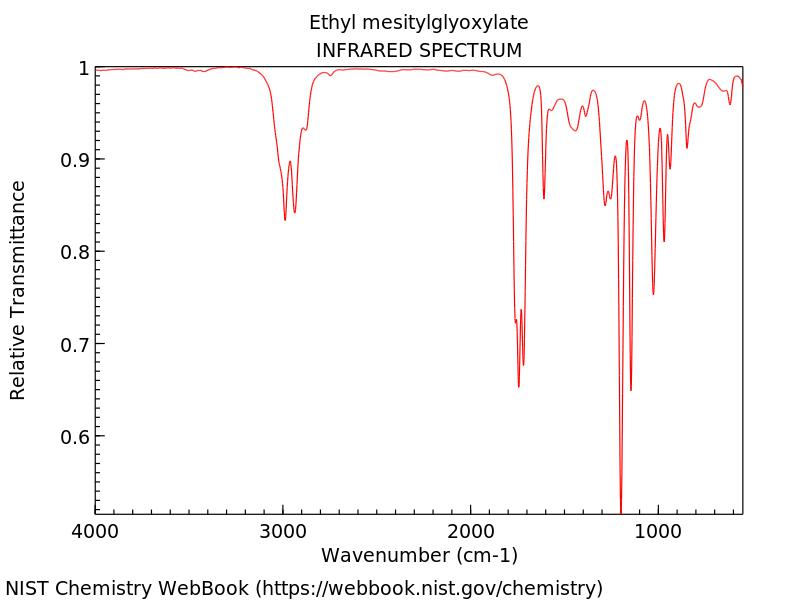 Ethyl mesitylglyoxylate
INFRARED SPECTRUM
1
0.9
0.8
0.7
0.6
Relative Transmittance
4000
3000
2000
1000
Wavenumber (cm-1)
NIST Chemistry WebBook (https://webbook.nist.gov/chemistry)